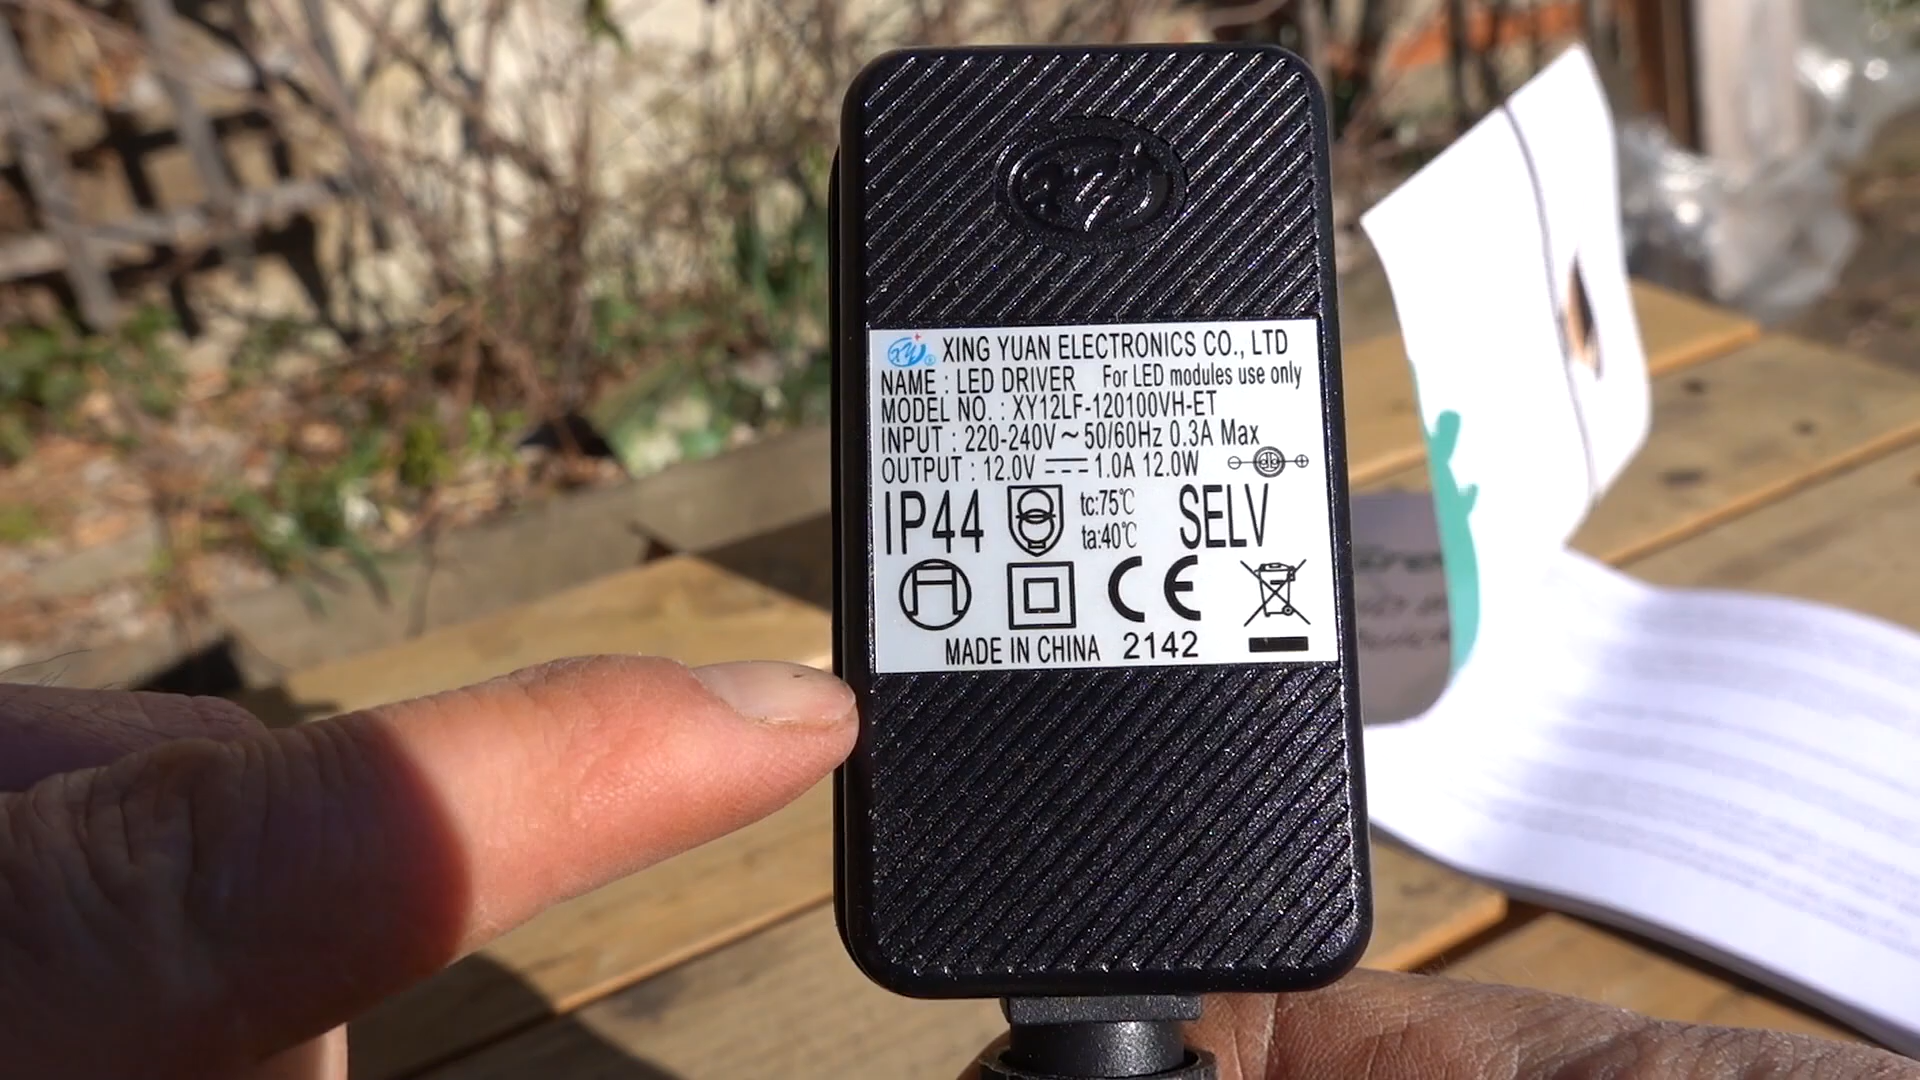 XY
XY®
XING YUAN ELECTRONICS CO., LTD
NAME : LED DRIVER For LED modules use only
MODEL NO. : XY12LF-120100VH-ET
INPUT : 220-240V ~ 50/60Hz 0.3A Max
OUTPUT : 12.0V ⎓ 1.0A 12.0W
IP44 tc:75℃ SELV
ta:40℃
CE
MADE IN CHINA 2142